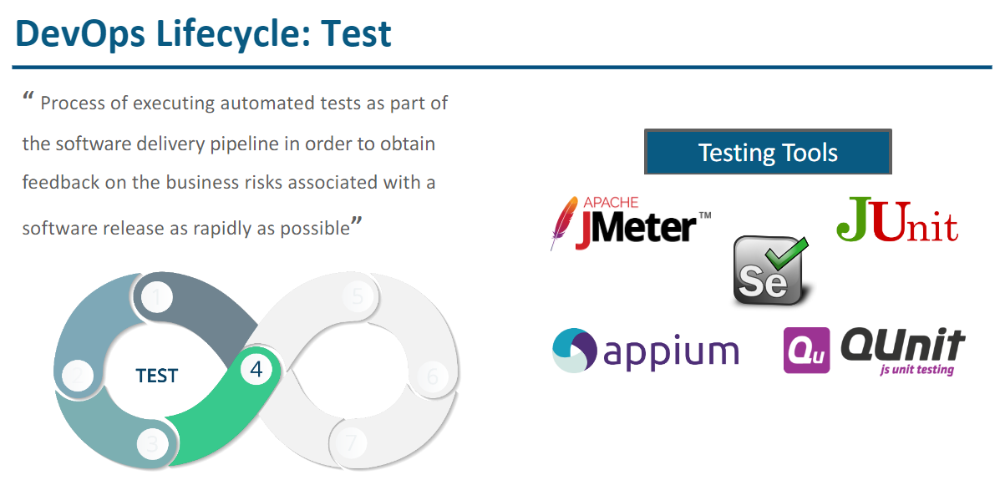 DevOps Lifecycle: Test
“ Process of executing automated tests as part of
the software delivery pipeline in order to obtain
feedback on the business risks associated with a
software release as rapidly as possible”
Testing Tools
APACHE
JMeter™
JUnit
Se
appium
Qu
QUnit
js unit testing
1
2
3
4
5
6
7
TEST